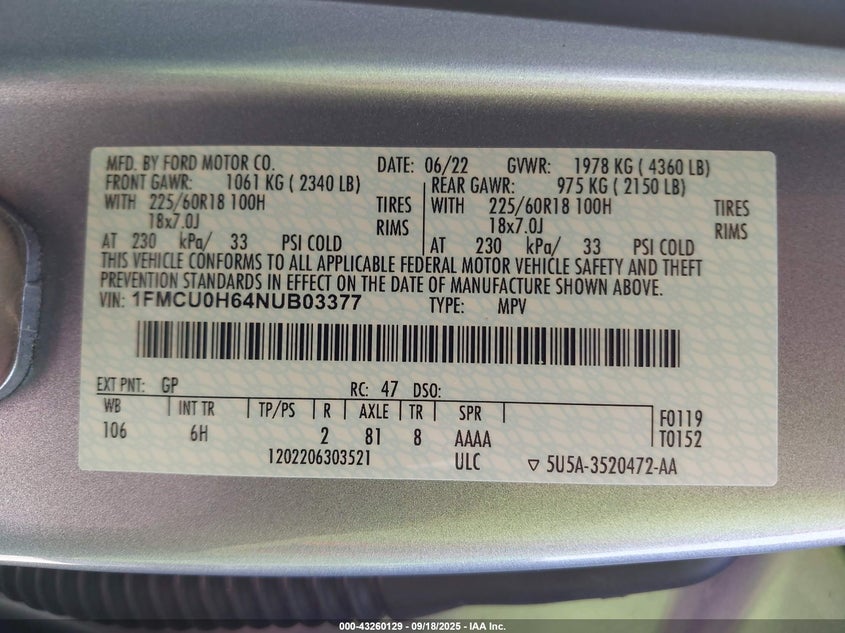 MFD. BY FORD MOTOR CO. DATE: 06/22 GVWR: 1978 KG ( 4360 LB)
FRONT GAWR: 1061 KG ( 2340 LB) REAR GAWR: 975 KG ( 2150 LB)
WITH 225/60R18 100H TIRES WITH 225/60R18 100H TIRES
18x7.0J RIMS 18x7.0J RIMS
AT 230 kPa/ 33 PSI COLD AT 230 kPa/ 33 PSI COLD
THIS VEHICLE CONFORMS TO ALL APPLICABLE FEDERAL MOTOR VEHICLE SAFETY AND THEFT
PREVENTION STANDARDS IN EFFECT ON THE DATE OF MANUFACTURE SHOWN ABOVE.
VIN: 1FMCU0H64NUB03377 TYPE: MPV
EXT PNT: GP RC: 47 DSO:
WB INT TR TP/PS R AXLE TR SPR F0119
106 6H 2 81 8 AAAA T0152
1202206303521 ULC ▽ 5U5A-3520472-AA
000-43260129 - 09/18/2025 - IAA Inc.